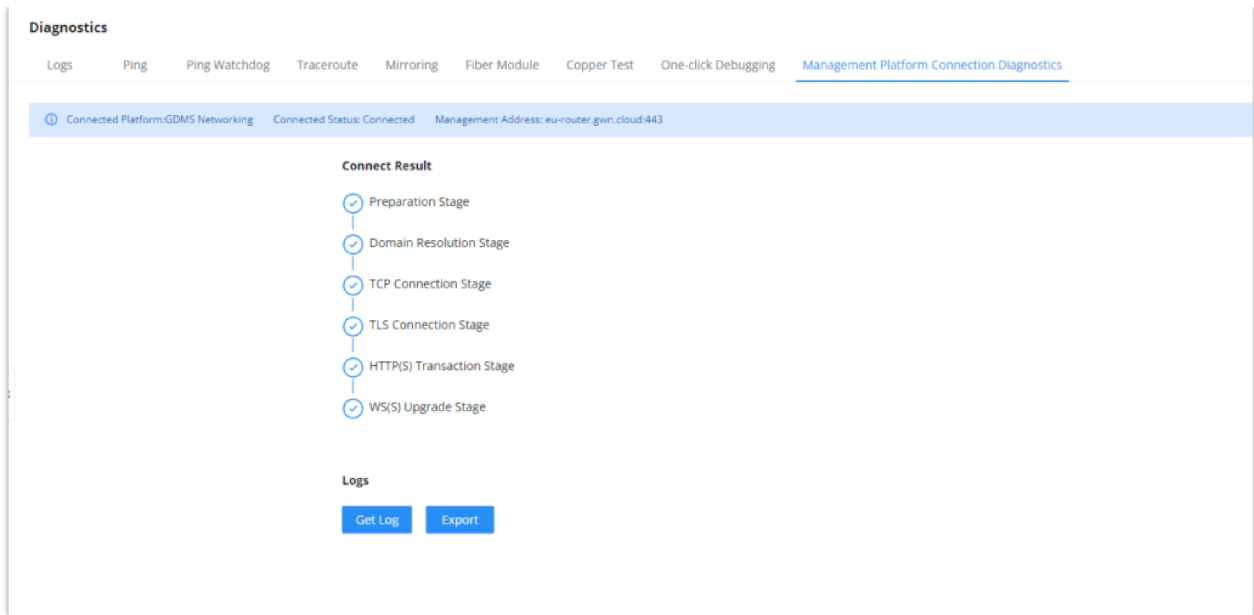 Diagnostics
Logs Ping Ping Watchdog Traceroute Mirroring Fiber Module Copper Test One-click Debugging Management Platform Connection Diagnostics
Connected Platform:GDMS Networking Connected Status: Connected Management Address: eu-router.gwn.cloud:443
Connect Result
Preparation Stage
Domain Resolution Stage
TCP Connection Stage
TLS Connection Stage
HTTP(S) Transaction Stage
WS(S) Upgrade Stage
Logs
Get Log Export